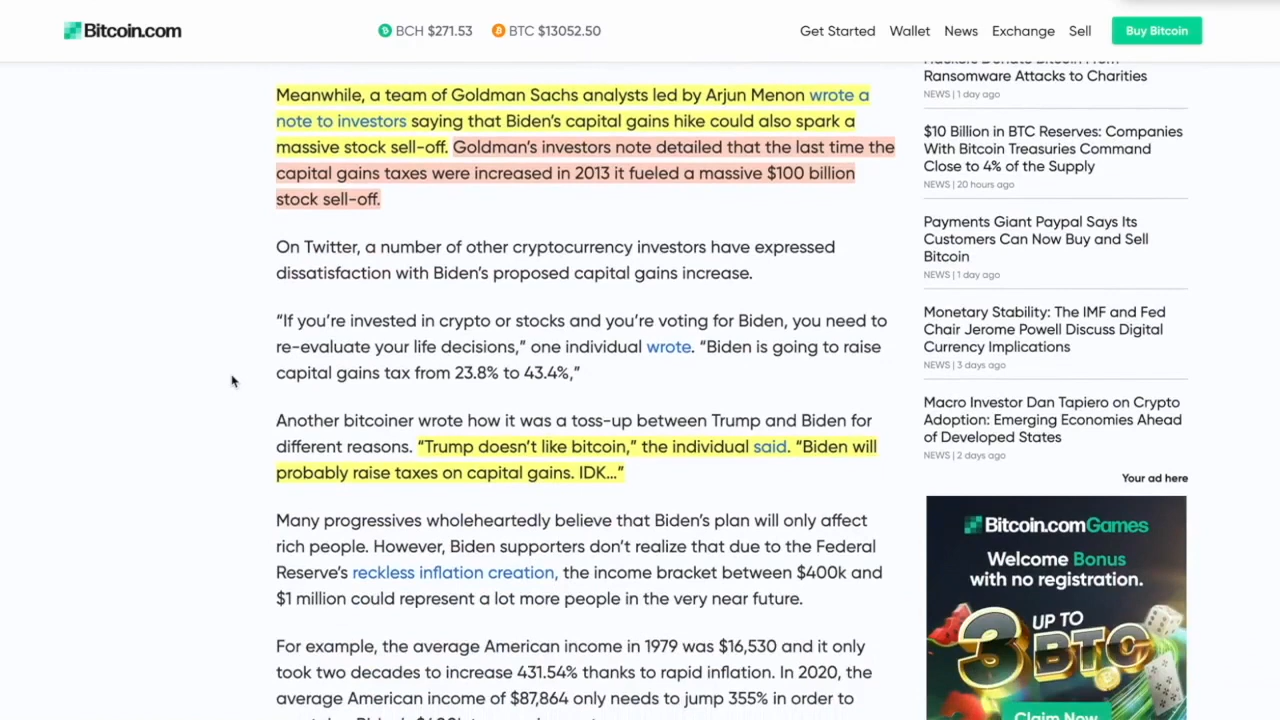 Bitcoin.com
BCH $271.53 BTC $13052.50
Get Started Wallet News Exchange Sell Buy Bitcoin
Meanwhile, a team of Goldman Sachs analysts led by Arjun Menon wrote a
note to investors saying that Biden's capital gains hike could also spark a
massive stock sell-off. Goldman's investors note detailed that the last time the
capital gains taxes were increased in 2013 it fueled a massive $100 billion
stock sell-off.
On Twitter, a number of other cryptocurrency investors have expressed
dissatisfaction with Biden's proposed capital gains increase.
“If you're invested in crypto or stocks and you're voting for Biden, you need to
re-evaluate your life decisions,” one individual wrote. “Biden is going to raise
capital gains tax from 23.8% to 43.4%,”
Another bitcoiner wrote how it was a toss-up between Trump and Biden for
different reasons. “Trump doesn't like bitcoin,” the individual said. “Biden will
probably raise taxes on capital gains. IDK…”
Many progressives wholeheartedly believe that Biden's plan will only affect
rich people. However, Biden supporters don't realize that due to the Federal
Reserve's reckless inflation creation, the income bracket between $400k and
$1 million could represent a lot more people in the very near future.
For example, the average American income in 1979 was $16,530 and it only
took two decades to increase 431.54% thanks to rapid inflation. In 2020, the
average American income of $87,864 only needs to jump 355% in order to
Hackers Donate Bitcoin From
Ransomware Attacks to Charities
NEWS | 1 day ago
$10 Billion in BTC Reserves: Companies
With Bitcoin Treasuries Command
Close to 4% of the Supply
NEWS | 20 hours ago
Payments Giant Paypal Says Its
Customers Can Now Buy and Sell
Bitcoin
NEWS | 1 day ago
Monetary Stability: The IMF and Fed
Chair Jerome Powell Discuss Digital
Currency Implications
NEWS | 3 days ago
Macro Investor Dan Tapiero on Crypto
Adoption: Emerging Economies Ahead
of Developed States
NEWS | 2 days ago
Your ad here
Bitcoin.comGames
Welcome Bonus
with no registration.
UP TO
3 BTC
Claim Now